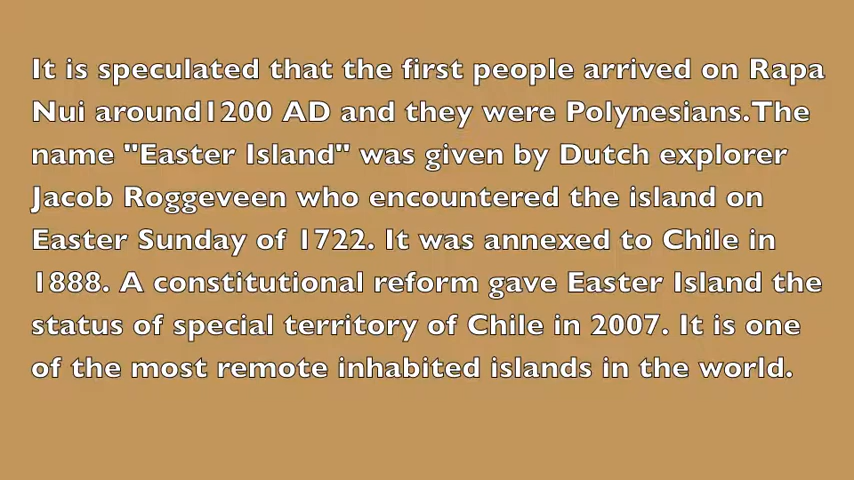 It is speculated that the first people arrived on Rapa
Nui around1200 AD and they were Polynesians.The
name "Easter Island" was given by Dutch explorer
Jacob Roggeveen who encountered the island on
Easter Sunday of 1722. It was annexed to Chile in
1888. A constitutional reform gave Easter Island the
status of special territory of Chile in 2007. It is one
of the most remote inhabited islands in the world.